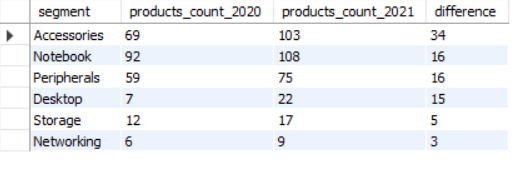 segment products_count_2020 products_count_2021 difference
Accessories 69 103 34
Notebook 92 108 16
Peripherals 59 75 16
Desktop 7 22 15
Storage 12 17 5
Networking 6 9 3